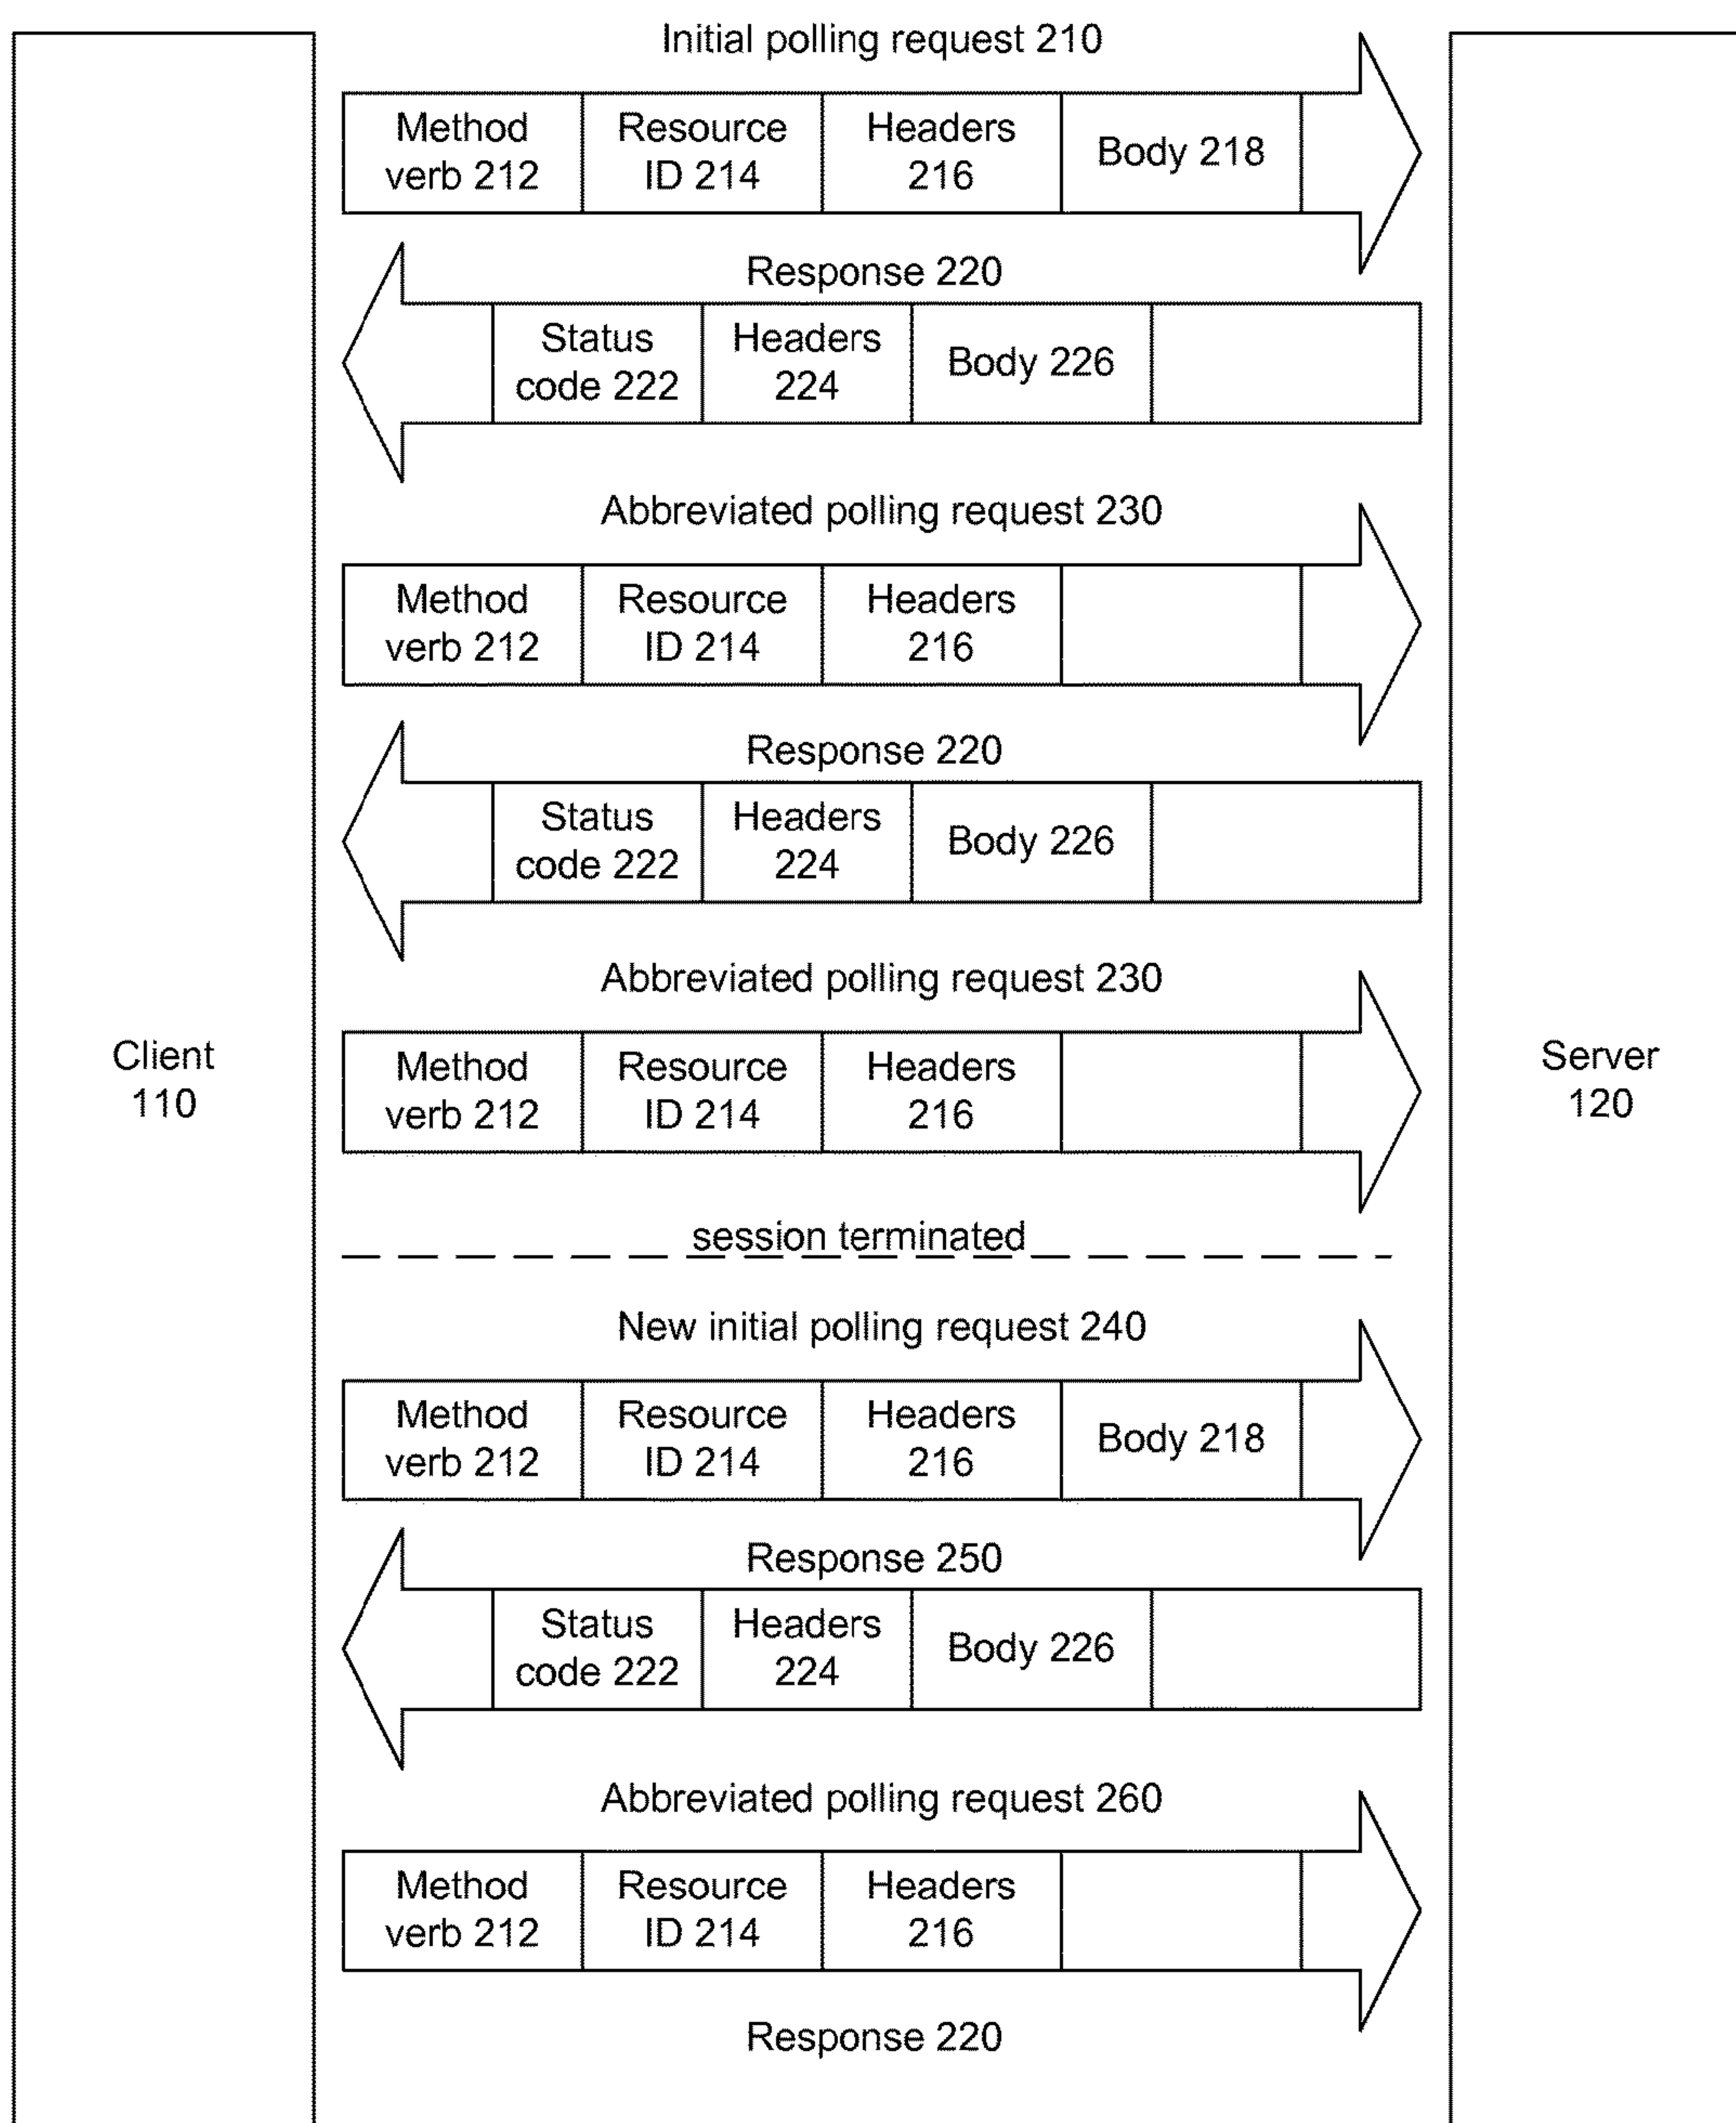 Initial polling request 210
Method
verb 212
Resource
ID 214
Headers
216
Body 218
Response 220
Status
code 222
Headers
224
Body 226
Abbreviated polling request 230
Method
verb 212
Resource
ID 214
Headers
216
Response 220
Status
code 222
Headers
224
Body 226
Abbreviated polling request 230
Client
110
Method
verb 212
Resource
ID 214
Headers
216
Server
120
session terminated
New initial polling request 240
Method
verb 212
Resource
ID 214
Headers
216
Body 218
Response 250
Status
code 222
Headers
224
Body 226
Abbreviated polling request 260
Method
verb 212
Resource
ID 214
Headers
216
Response 220